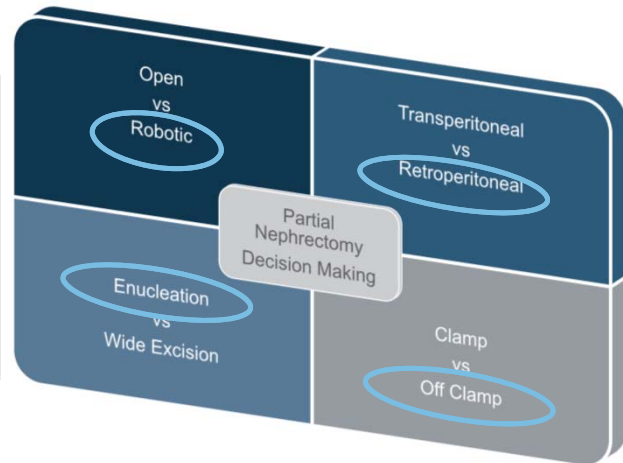 Open
vs
Robotic
Transperitoneal
vs
Retroperitoneal
Partial
Nephrectomy
Decision Making
Enucleation
vs
Wide Excision
Clamp
vs
Off Clamp